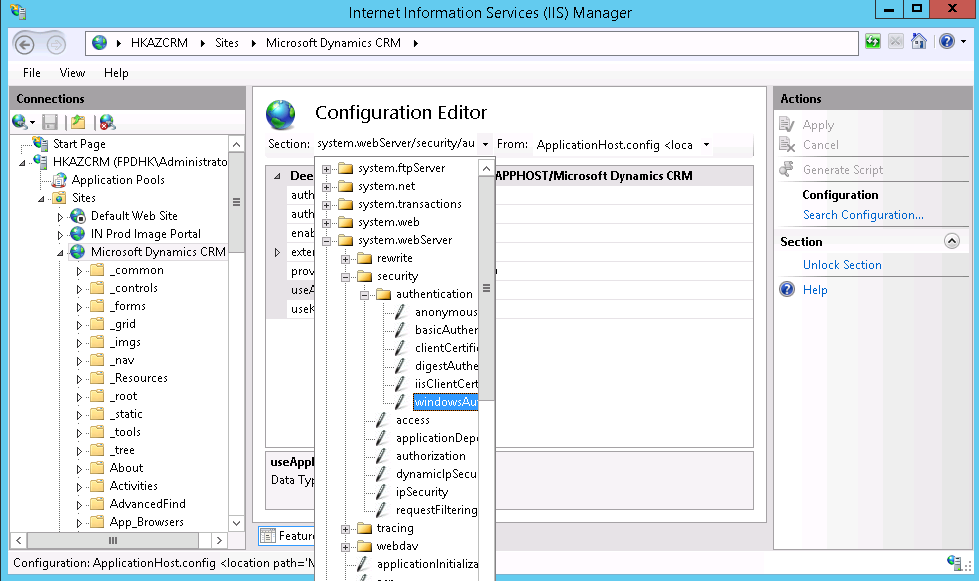 Internet Information Services (IIS) Manager
HKAZCRM Sites Microsoft Dynamics CRM
File View Help
Connections
Start Page
HKAZCRM (FPDHK\Administrato
Application Pools
Sites
Default Web Site
IN Prod Image Portal
Microsoft Dynamics CRM
_common
_controls
_forms
_grid
_imgs
_nav
_Resources
_root
_static
_tools
_tree
About
Activities
AdvancedFind
App_Browsers
Configuration Editor
Section: system.webServer/security/au From: ApplicationHost.config <loca
Dee
APPHOST/Microsoft Dynamics CRM
auth
auth
enab
exter
prov
useA
useK
system.ftpServer
system.net
system.transactions
system.web
system.webServer
rewrite
security
authentication
anonymous
basicAuther
clientCertifi
digestAuthe
iisClientCert
windowsAu
access
applicationDepe
authorization
dynamicIpSecu
ipSecurity
requestFiltering
tracing
webdav
applicationInitializa
useAppl
Data Typ
Feature
Actions
Apply
Cancel
Generate Script
Configuration
Search Configuration...
Section
Unlock Section
Help
Configuration: ApplicationHost.config <location path='M